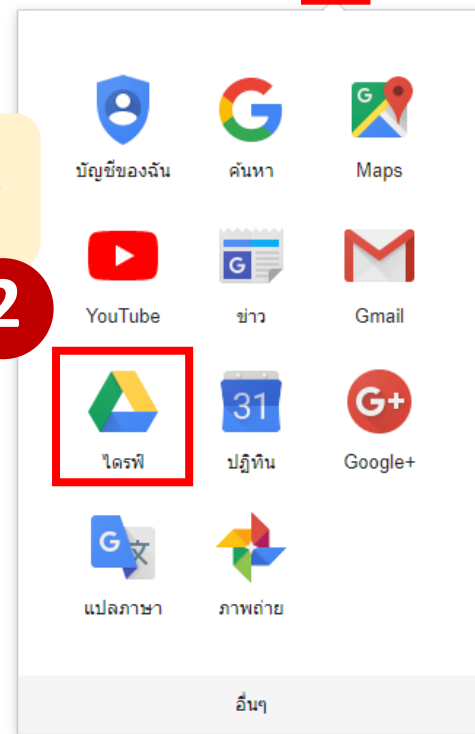 บัญชีของฉัน ค้นหา Maps
2
YouTube ข่าว Gmail
31
ไดรฟ์ ปฏิทิน Google+
แปลภาษา ภาพถ่าย
อื่นๆ